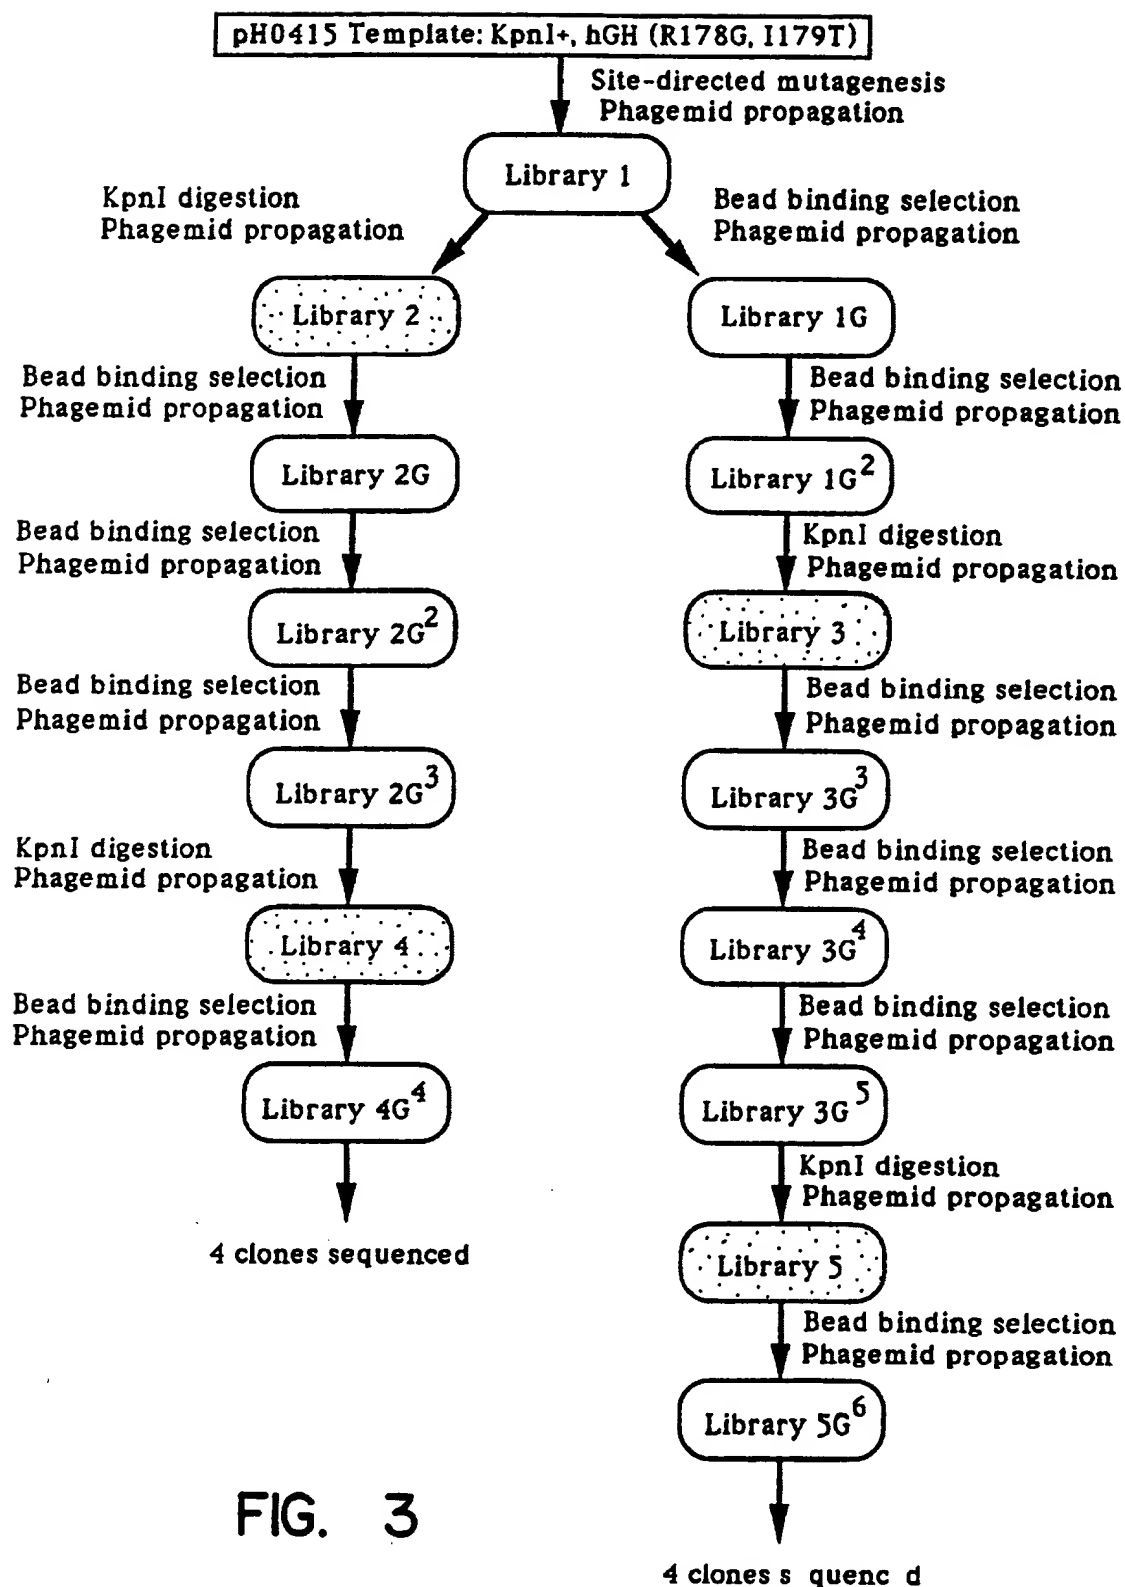 pH0415 Template: KpnI+, hGH (R178G, I179T)
Site-directed mutagenesis
Phagemid propagation
Library 1
KpnI digestion
Phagemid propagation
Bead binding selection
Phagemid propagation
Library 2
Library 1G
Bead binding selection
Phagemid propagation
Bead binding selection
Phagemid propagation
Library 2G
Library 1G²
Bead binding selection
Phagemid propagation
KpnI digestion
Phagemid propagation
Library 2G²
Library 3
Bead binding selection
Phagemid propagation
Bead binding selection
Phagemid propagation
Library 2G³
Library 3G³
KpnI digestion
Phagemid propagation
Bead binding selection
Phagemid propagation
Library 4
Library 3G⁴
Bead binding selection
Phagemid propagation
Bead binding selection
Phagemid propagation
Library 4G⁴
Library 3G⁵
KpnI digestion
Phagemid propagation
4 clones sequenced
Library 5
Bead binding selection
Phagemid propagation
Library 5G⁶
FIG. 3
4 clones s quenc d